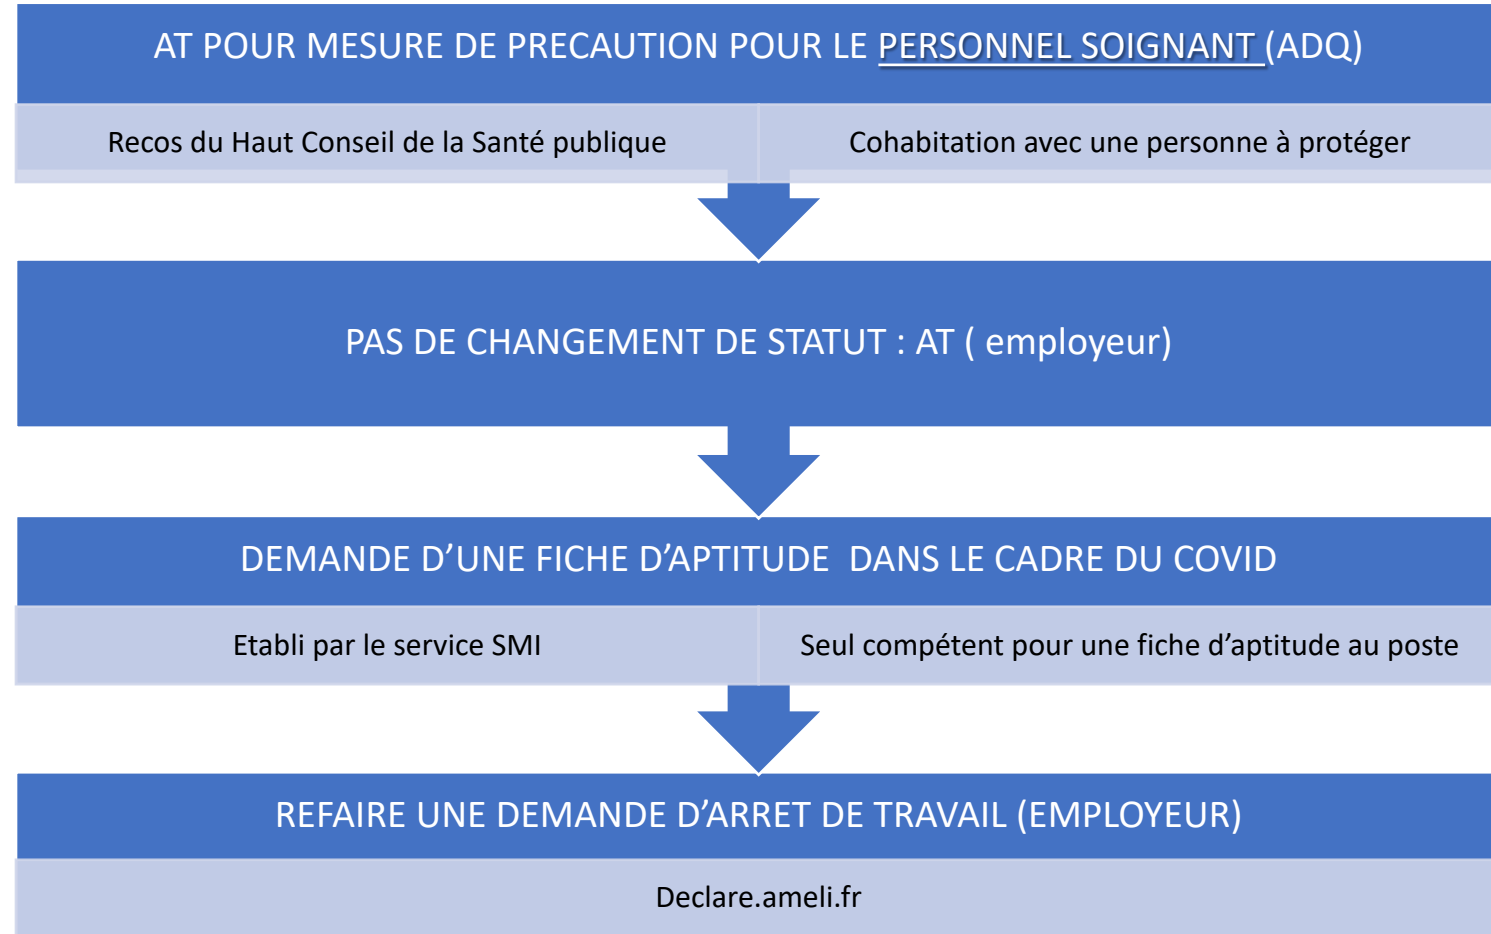 AT POUR MESURE DE PRECAUTION POUR LE PERSONNEL SOIGNANT (ADQ)
Recos du Haut Conseil de la Santé publique
Cohabitation avec une personne à protéger
PAS DE CHANGEMENT DE STATUT : AT ( employeur)
DEMANDE D’UNE FICHE D’APTITUDE  DANS LE CADRE DU COVID
Etabli par le service SMI
Seul compétent pour une fiche d’aptitude au poste
REFAIRE UNE DEMANDE D’ARRET DE TRAVAIL (EMPLOYEUR)
Declare.ameli.fr